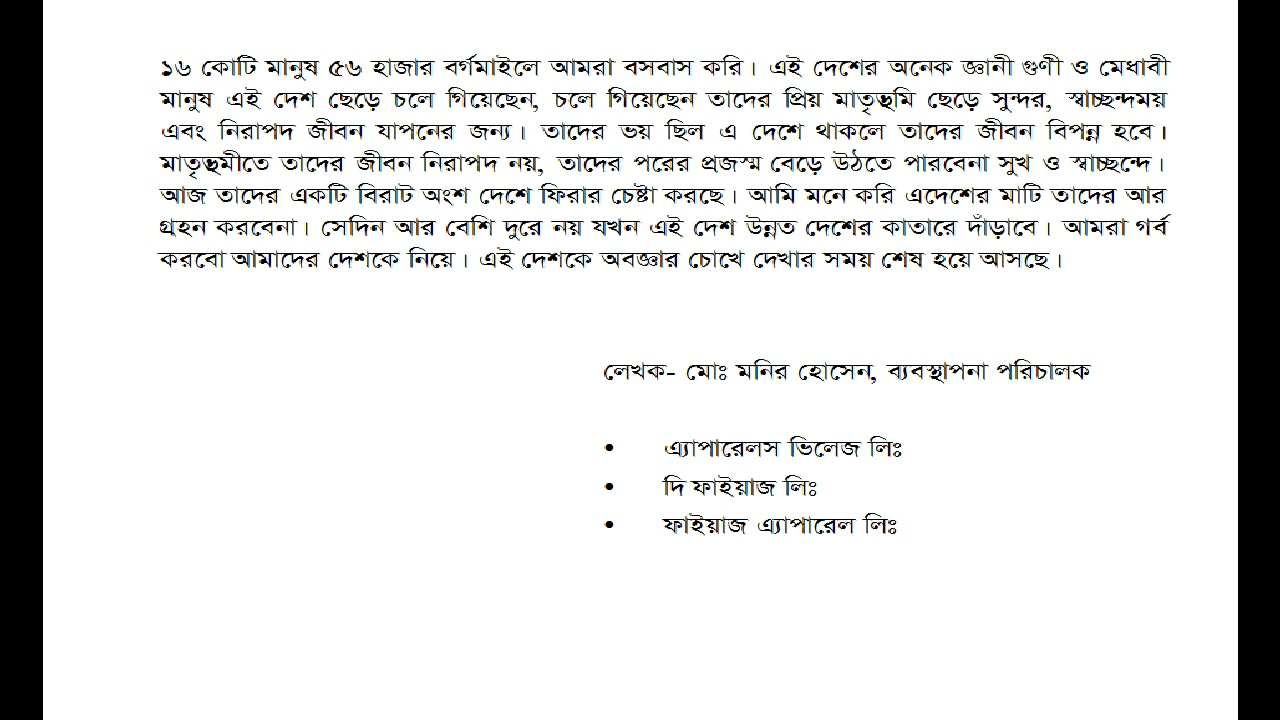 ১৬ কোটি মানুষ ৫৬ হাজার বর্গমাইলে আমরা বসবাস করি। এই দেশের অনেক জ্ঞানী গুণী ও মেধাবী
মানুষ এই দেশ ছেড়ে চলে গিয়েছেন, চলে গিয়েছেন তাদের প্রিয় মাতৃভূমি ছেড়ে সুন্দর, স্বাচ্ছন্দময়
এবং নিরাপদ জীবন যাপনের জন্য। তাদের ভয় ছিল এ দেশে থাকলে তাদের জীবন বিপন্ন হবে।
মাতৃভূমীতে তাদের জীবন নিরাপদ নয়, তাদের পরের প্রজন্ম বেড়ে উঠতে পারবেনা সুখ ও স্বাচ্ছন্দে।
আজ তাদের একটি বিরাট অংশ দেশে ফিরার চেষ্টা করছে। আমি মনে করি এদেশের মাটি তাদের আর
গ্রহন করবেনা। সেদিন আর বেশি দুরে নয় যখন এই দেশ উন্নত দেশের কাতারে দাঁড়াবে। আমরা গর্ব
করবো আমাদের দেশকে নিয়ে। এই দেশকে অবজ্ঞার চোখে দেখার সময় শেষ হয়ে আসছে।
লেখক- মোঃ মনির হোসেন, ব্যবস্থাপনা পরিচালক
• এ্যাপারেলস ভিলেজ লিঃ
• দি ফাইয়াজ লিঃ
• ফাইয়াজ এ্যাপারেল লিঃ